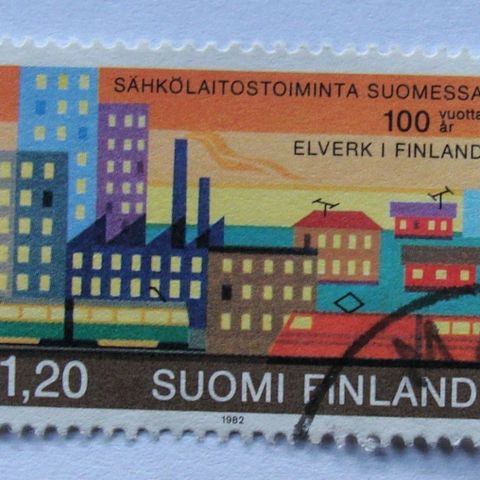 SÄHKÖLAITOSTOIMINTA SUOMESSA
100 vuotta
år
ELVERK I FINLAND
1,20 SUOMI FINLAND
1982